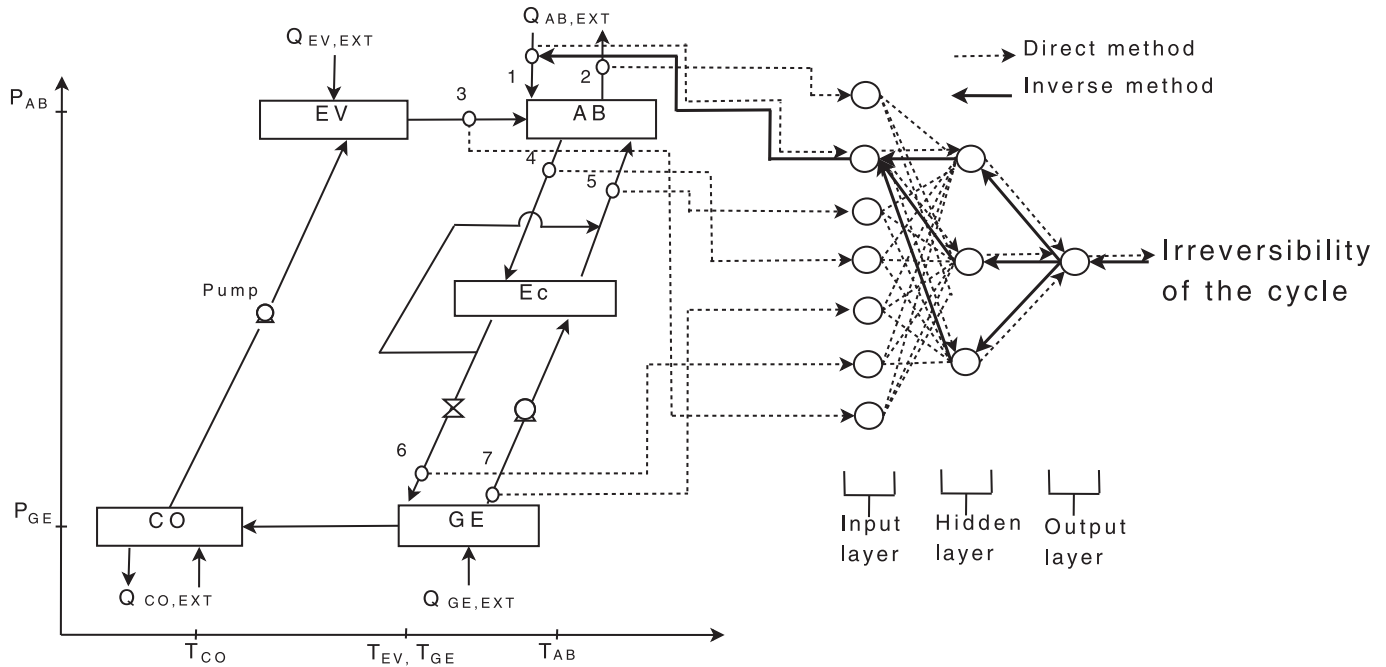 Q AB,EXT
Q EV,EXT
Direct method
Inverse method
1
2
3
P AB
EV
AB
4
5
Irreversibility
of the cycle
Ec
Pump
6
7
P GE
CO
GE
Input
layer
Hidden
layer
Output
layer
Q CO,EXT
Q GE,EXT
T CO
T EV, T GE
T AB